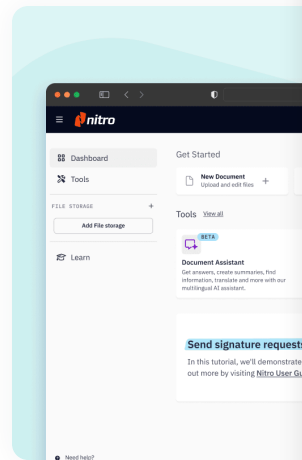 nitro
Dashboard
Tools
FILE STORAGE +
Add File storage
Learn
Need help?
Get Started
New Document
Upload and edit files +
Tools View all
BETA
Document Assistant
Get answers, create summaries, find
information, translate and more with our
multilingual AI assistant.
Send signature requests
In this tutorial, we'll demonstrate
out more by visiting Nitro User Gu